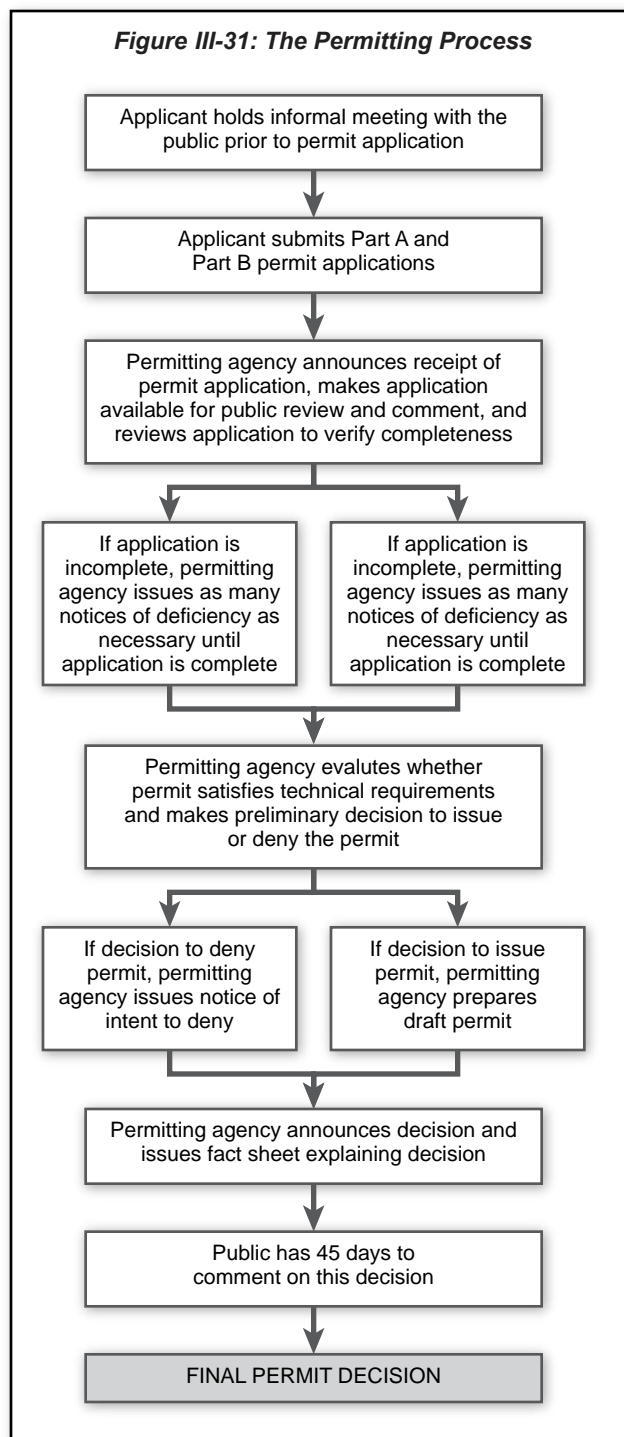 Figure III-31: The Permitting Process
Applicant holds informal meeting with the
public prior to permit application
Applicant submits Part A and
Part B permit applications
Permitting agency announces receipt of
permit application, makes application
available for public review and comment, and
reviews application to verify completeness
If application is
incomplete, permitting
agency issues as many
notices of deficiency as
necessary until
application is complete
If application is
incomplete, permitting
agency issues as many
notices of deficiency as
necessary until
application is complete
Permitting agency evalutes whether
permit satisfies technical requirements
and makes preliminary decision to issue
or deny the permit
If decision to deny
permit, permitting
agency issues notice of
intent to deny
If decision to issue
permit, permitting
agency prepares
draft permit
Permitting agency announces decision and
issues fact sheet explaining decision
Public has 45 days to
comment on this decision
FINAL PERMIT DECISION